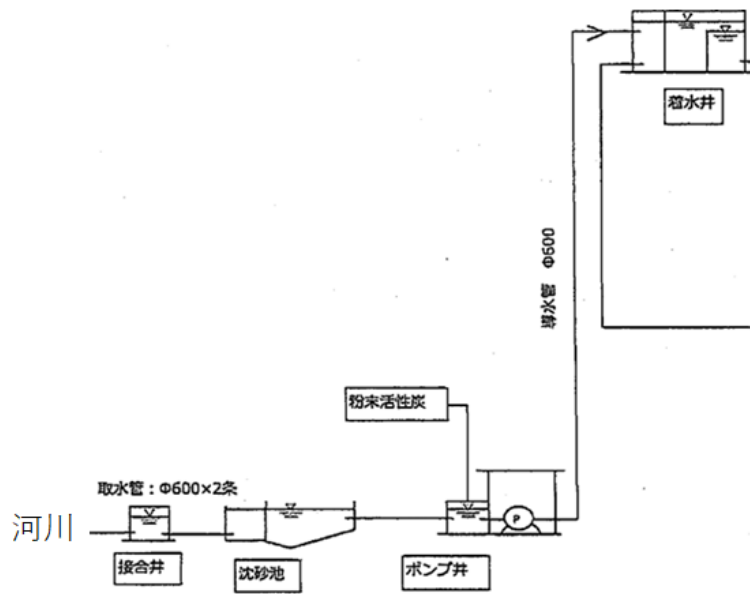 着水井
導水管 Φ600
粉末活性炭
取水管：Φ600×2条
河川
接合井
沈砂池
ポンプ井
P